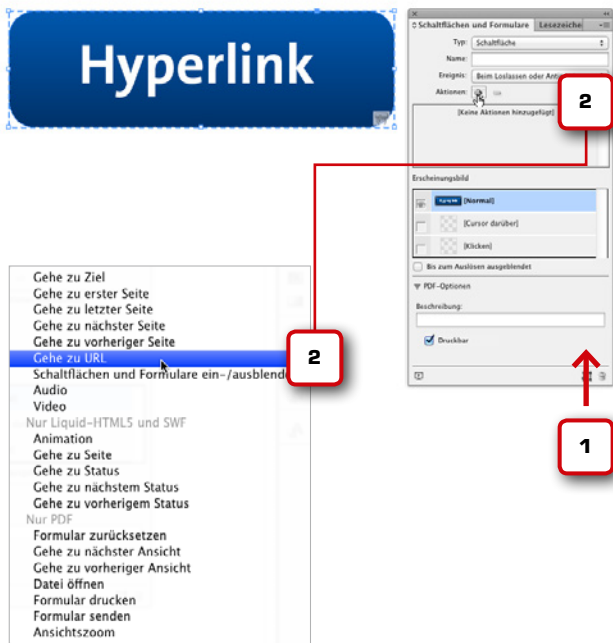 Hyperlink
Schaltflächen und Formulare Lesezeiche
Typ: Schaltfläche
Name:
Ereignis: Beim Loslassen oder Antip
Aktionen:
2
[Keine Aktionen hinzugefügt]
Erscheinungsbild
[Normal]
[Cursor darüber]
[Klicken]
Bis zum Auslösen ausgeblendet
PDF-Optionen
Beschreibung:
Druckbar
1
Gehe zu Ziel
Gehe zu erster Seite
Gehe zu letzter Seite
Gehe zu nächster Seite
Gehe zu vorheriger Seite
Gehe zu URL
2
Schaltflächen und Formulare ein-/ausblend
Audio
Video
Nur Liquid-HTML5 und SWF
Animation
Gehe zu Seite
Gehe zu Status
Gehe zu nächstem Status
Gehe zu vorherigem Status
Nur PDF
Formular zurücksetzen
Gehe zu nächster Ansicht
Gehe zu vorheriger Ansicht
Datei öffnen
Formular drucken
Formular senden
Ansichtszoom